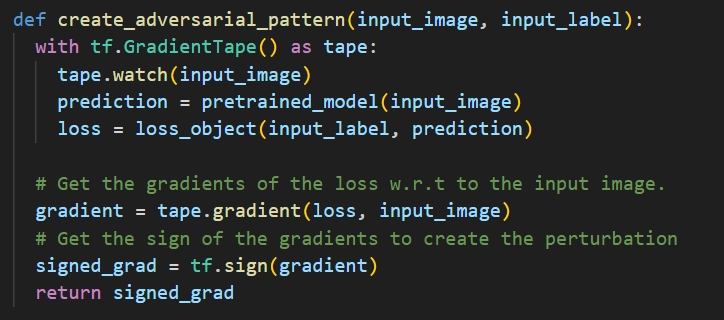 def create_adversarial_pattern(input_image, input_label):
  with tf.GradientTape() as tape:
    tape.watch(input_image)
    prediction = pretrained_model(input_image)
    loss = loss_object(input_label, prediction)

  # Get the gradients of the loss w.r.t to the input image.
  gradient = tape.gradient(loss, input_image)
  # Get the sign of the gradients to create the perturbation
  signed_grad = tf.sign(gradient)
  return signed_grad